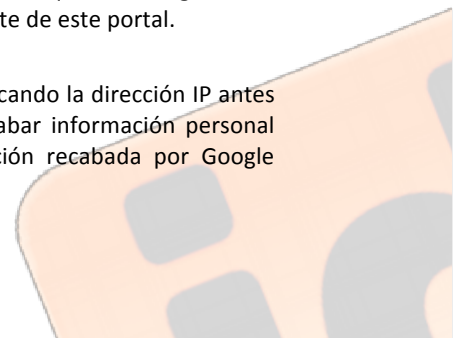 te de este portal.
cando la dirección IP antes
abar información personal
ción recabada por Google